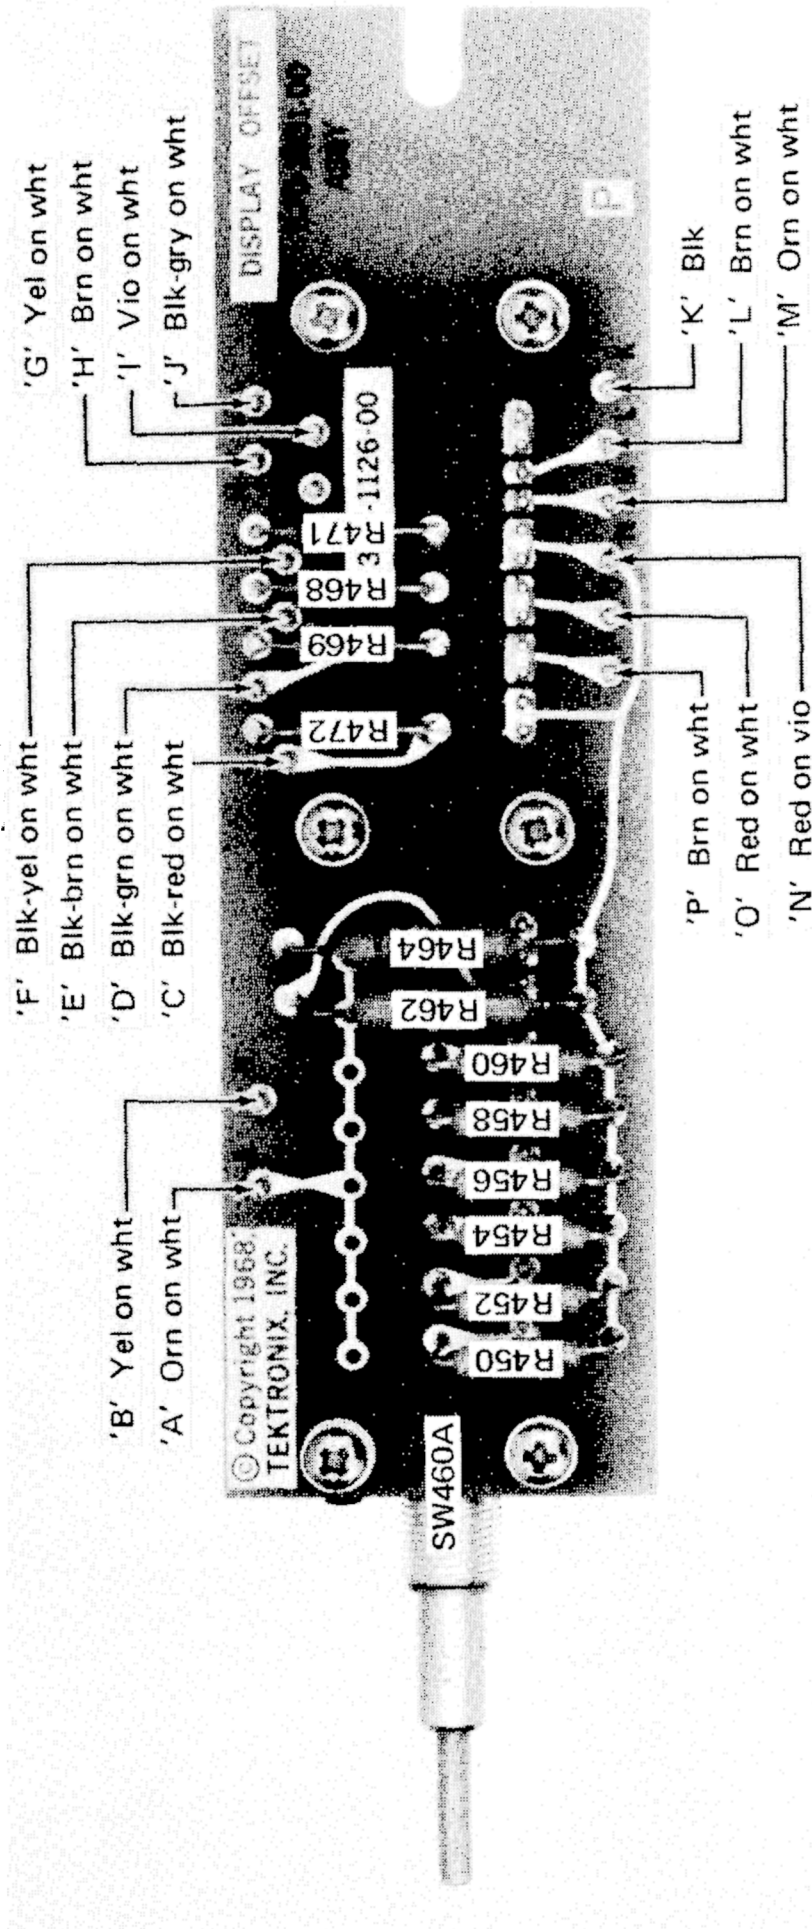 'G' Yel on wht
'H' Brn on wht
'I' Vio on wht
'J' Blk-gry on wht
'F' Blk-yel on wht
'E' Blk-brn on wht
'D' Blk-grn on wht
'C' Blk-red on wht
'B' Yel on wht
'A' Orn on wht
DISPLAY OFFSET
P
3 -1126-00
R471
R468
R469
R472
R464
R462
R460
R458
R456
R454
R452
R450
© Copyright 1968,
TEKTRONIX, INC.
SW460A
'K' Blk
'L' Brn on wht
'M' Orn on wht
'P' Brn on wht
'O' Red on wht
'N' Red on vio